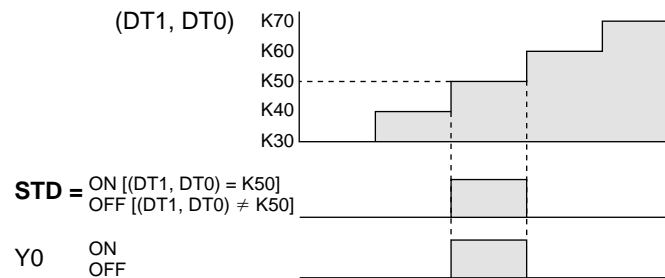 (DT1, DT0)
K70
K60
K50
K40
K30
STD = ON [(DT1, DT0) = K50]
OFF [(DT1, DT0) ≠ K50]
Y0 ON
OFF